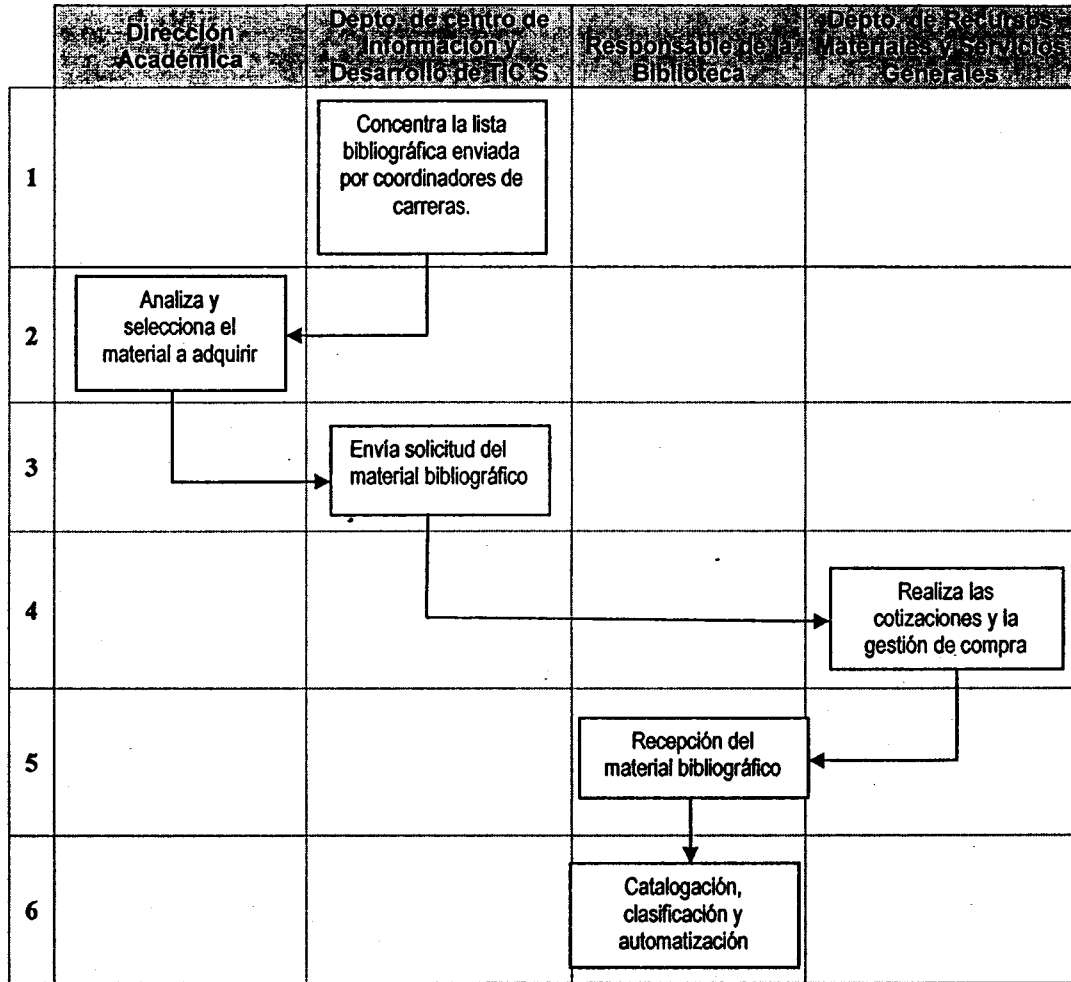 Dirección
Académica
Depto. de centro de
Información y
Desarrollo de TIC'S
Responsable de la
Biblioteca
Depto. de Recursos
Materiales y Servicios
Generales
1
Concentra la lista
bibliográfica enviada
por coordinadores de
carreras.
2
Analiza y
selecciona el
material a adquirir
3
Envía solicitud del
material bibliográfico
4
Realiza las
cotizaciones y la
gestión de compra
5
Recepción del
material bibliográfico
6
Catalogación,
clasificación y
automatización